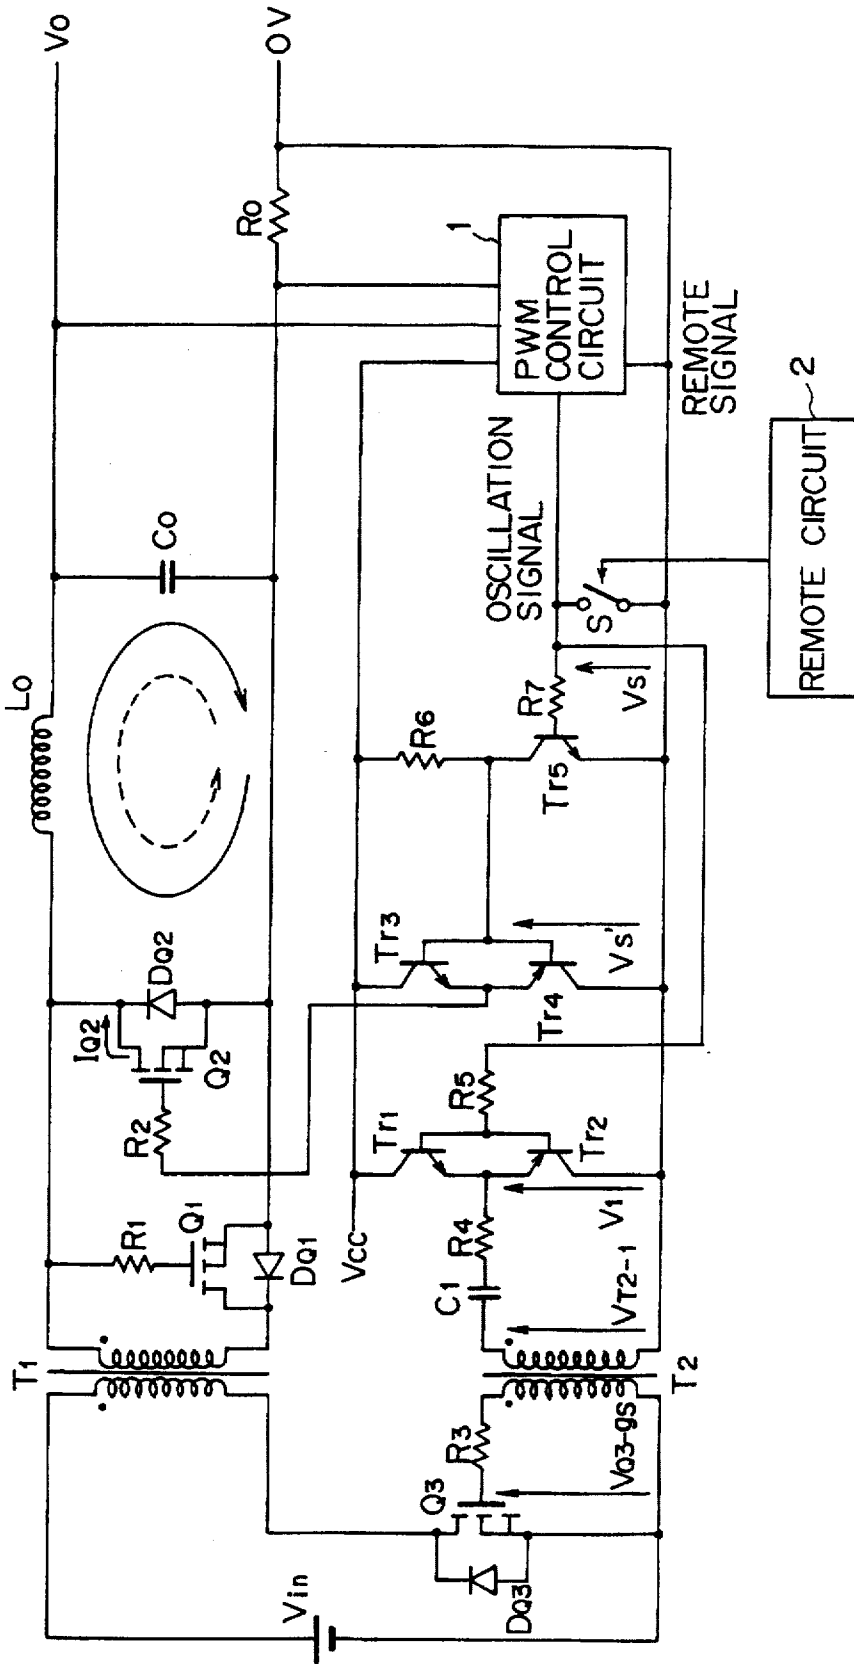 Vin
T1
R1
Q1
DQ1
R2
Q2
IQ2
DQ2
Lo
Co
Ro
Vo
OV
DQ3
Q3
R3
VQ3-gs
T2
VT2-1
C1
R4
V1
Vcc
Tr1
Tr2
R5
Tr3
Tr4
Vs'
R6
Tr5
R7
Vs
S
OSCILLATION
SIGNAL
PWM
CONTROL
CIRCUIT
1
REMOTE
SIGNAL
REMOTE CIRCUIT
2